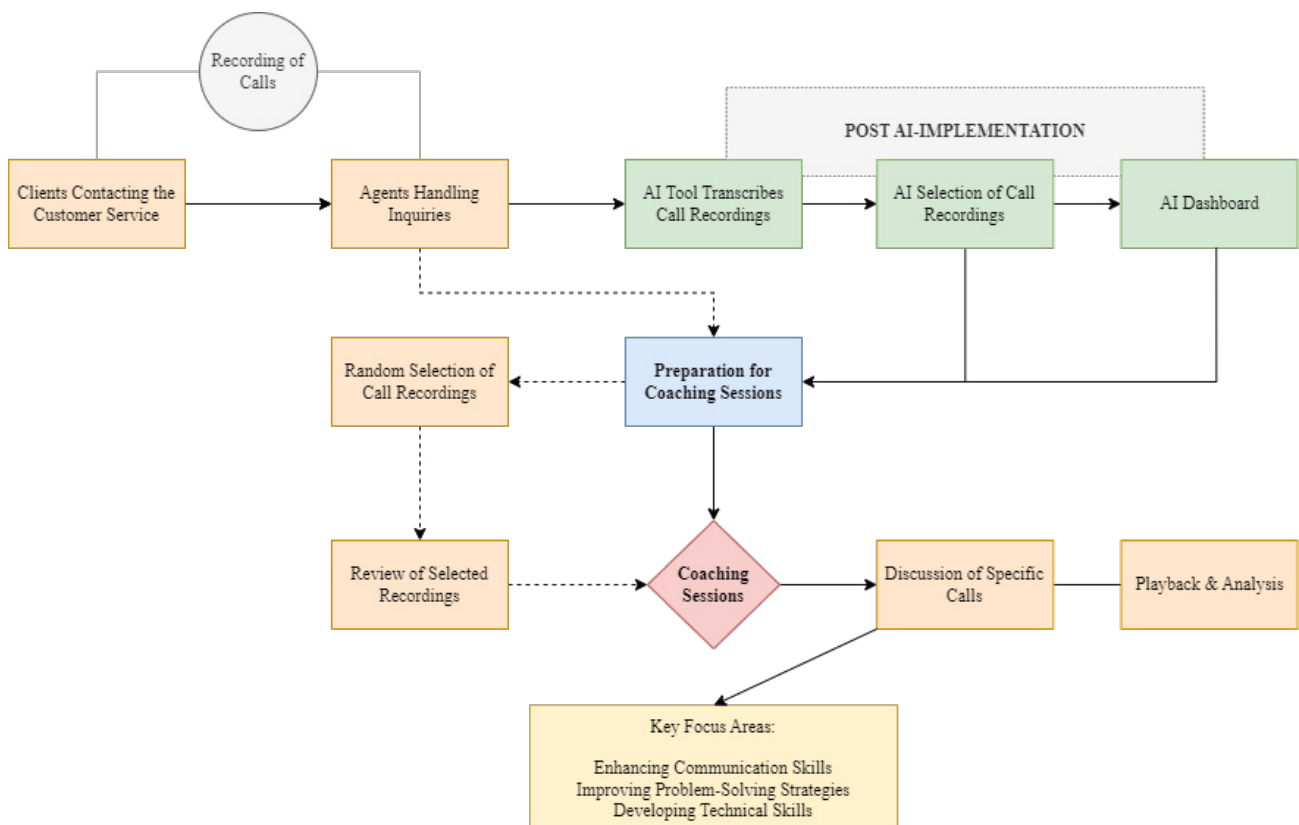 Recording of
Calls
POST AI-IMPLEMENTATION
Clients Contacting the
Customer Service
Agents Handling
Inquiries
AI Tool Transcribes
Call Recordings
AI Selection of Call
Recordings
AI Dashboard
Random Selection of
Call Recordings
Preparation for
Coaching Sessions
Review of Selected
Recordings
Coaching
Sessions
Discussion of Specific
Calls
Playback & Analysis
Key Focus Areas:
Enhancing Communication Skills
Improving Problem-Solving Strategies
Developing Technical Skills